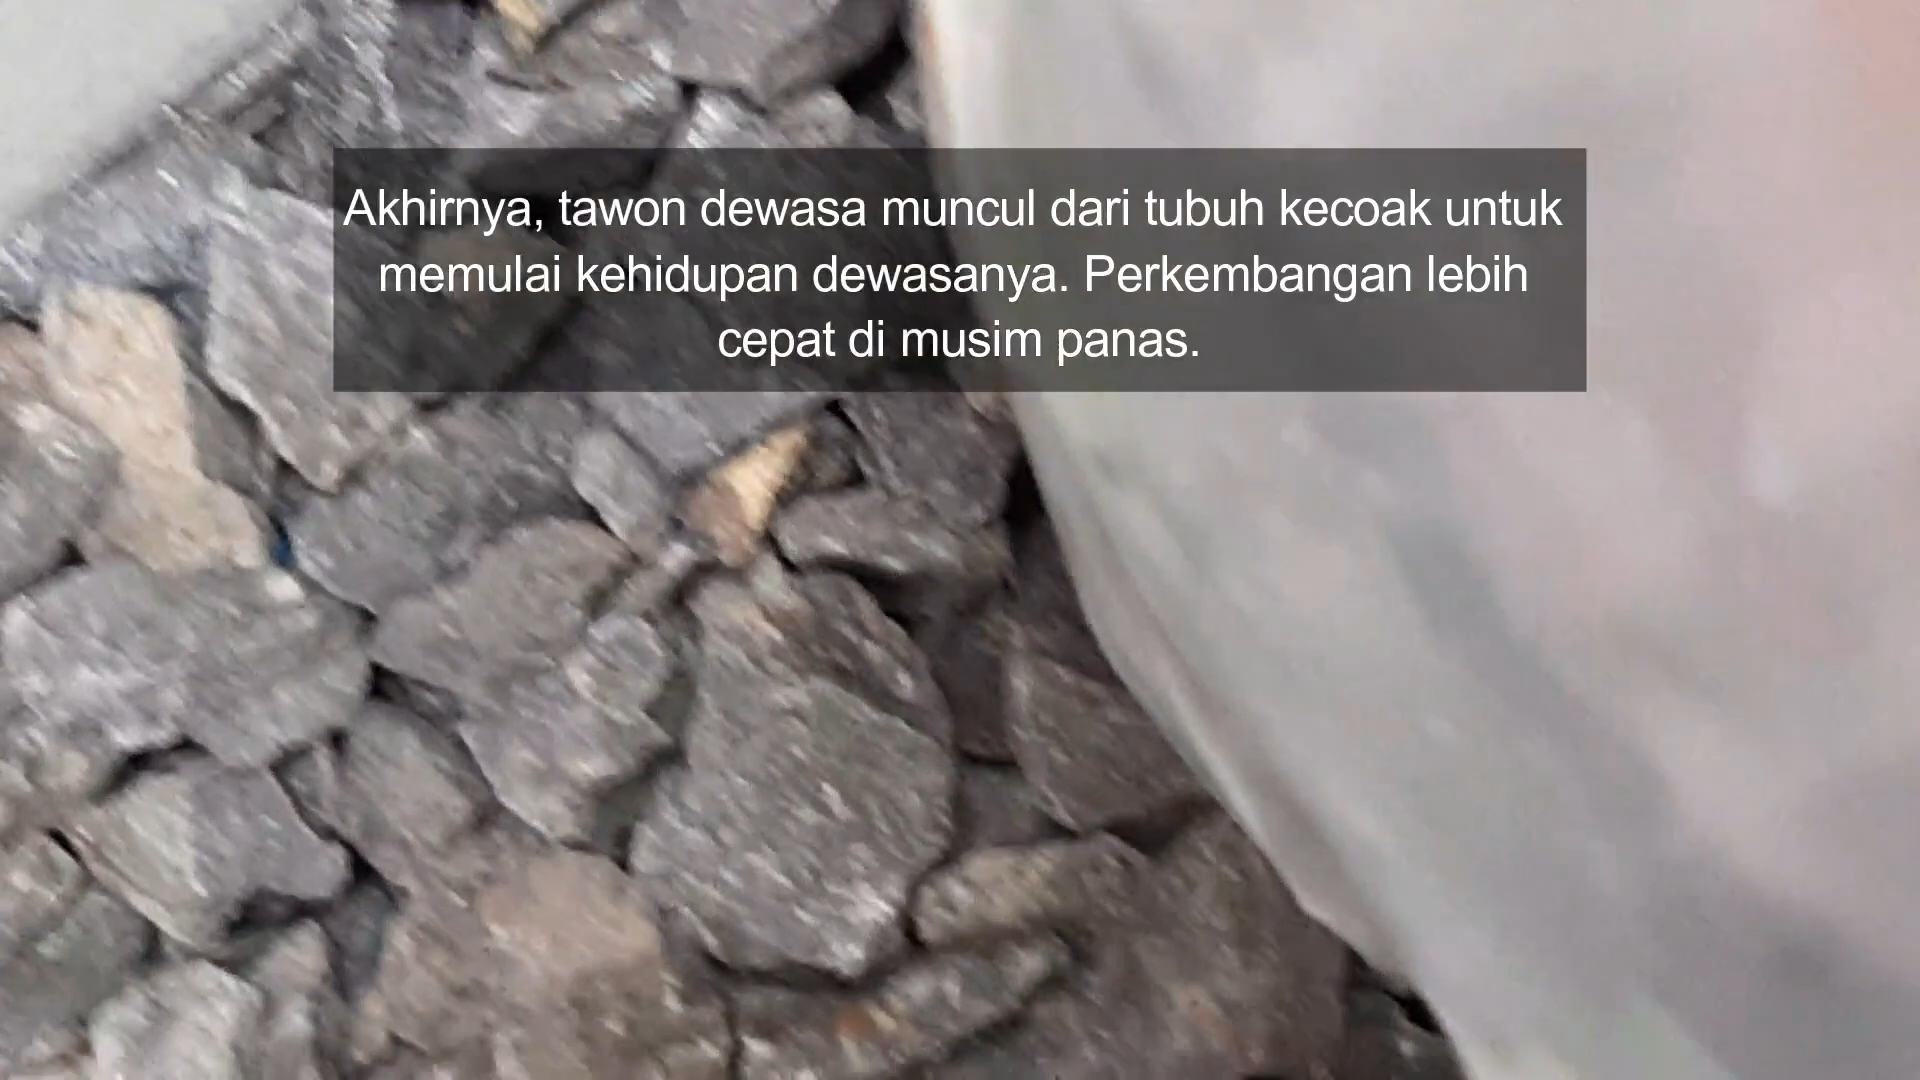 Akhirnya, tawon dewasa muncul dari tubuh kecoak untuk
memulai kehidupan dewasanya. Perkembangan lebih
cepat di musim panas.